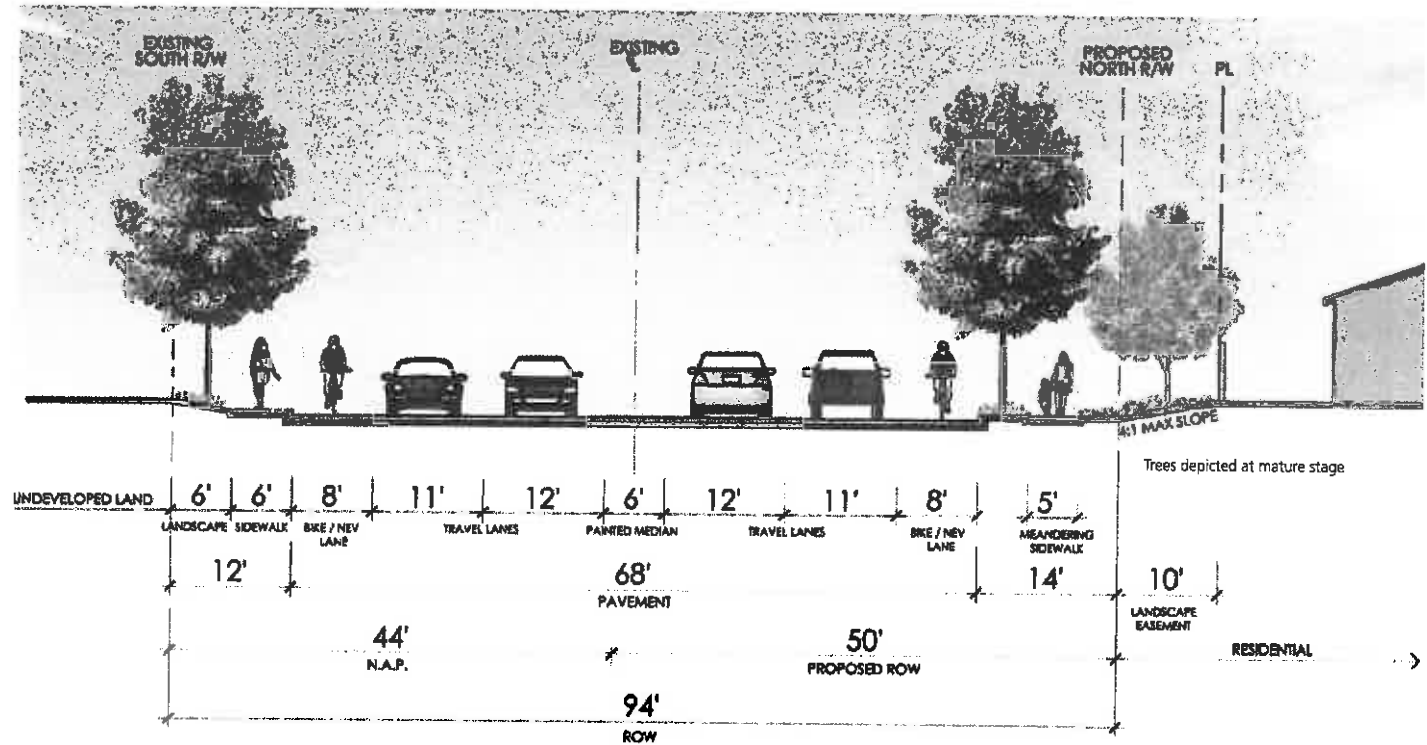 EXISTING
SOUTH R/W
EXISTING
℄
PROPOSED
NORTH R/W
PL
4:1 MAX SLOPE
Trees depicted at mature stage
UNDEVELOPED LAND
6'
6'
8'
11'
12'
6'
12'
11'
8'
5'
LANDSCAPE
SIDEWALK
BIKE / NEV
LANE
TRAVEL LANES
PAINTED MEDIAN
TRAVEL LANES
BIKE / NEV
LANE
MEANDERING
SIDEWALK
12'
68'
PAVEMENT
14'
10'
LANDSCAPE
EASEMENT
44'
N.A.P.
50'
PROPOSED ROW
RESIDENTIAL
94'
ROW